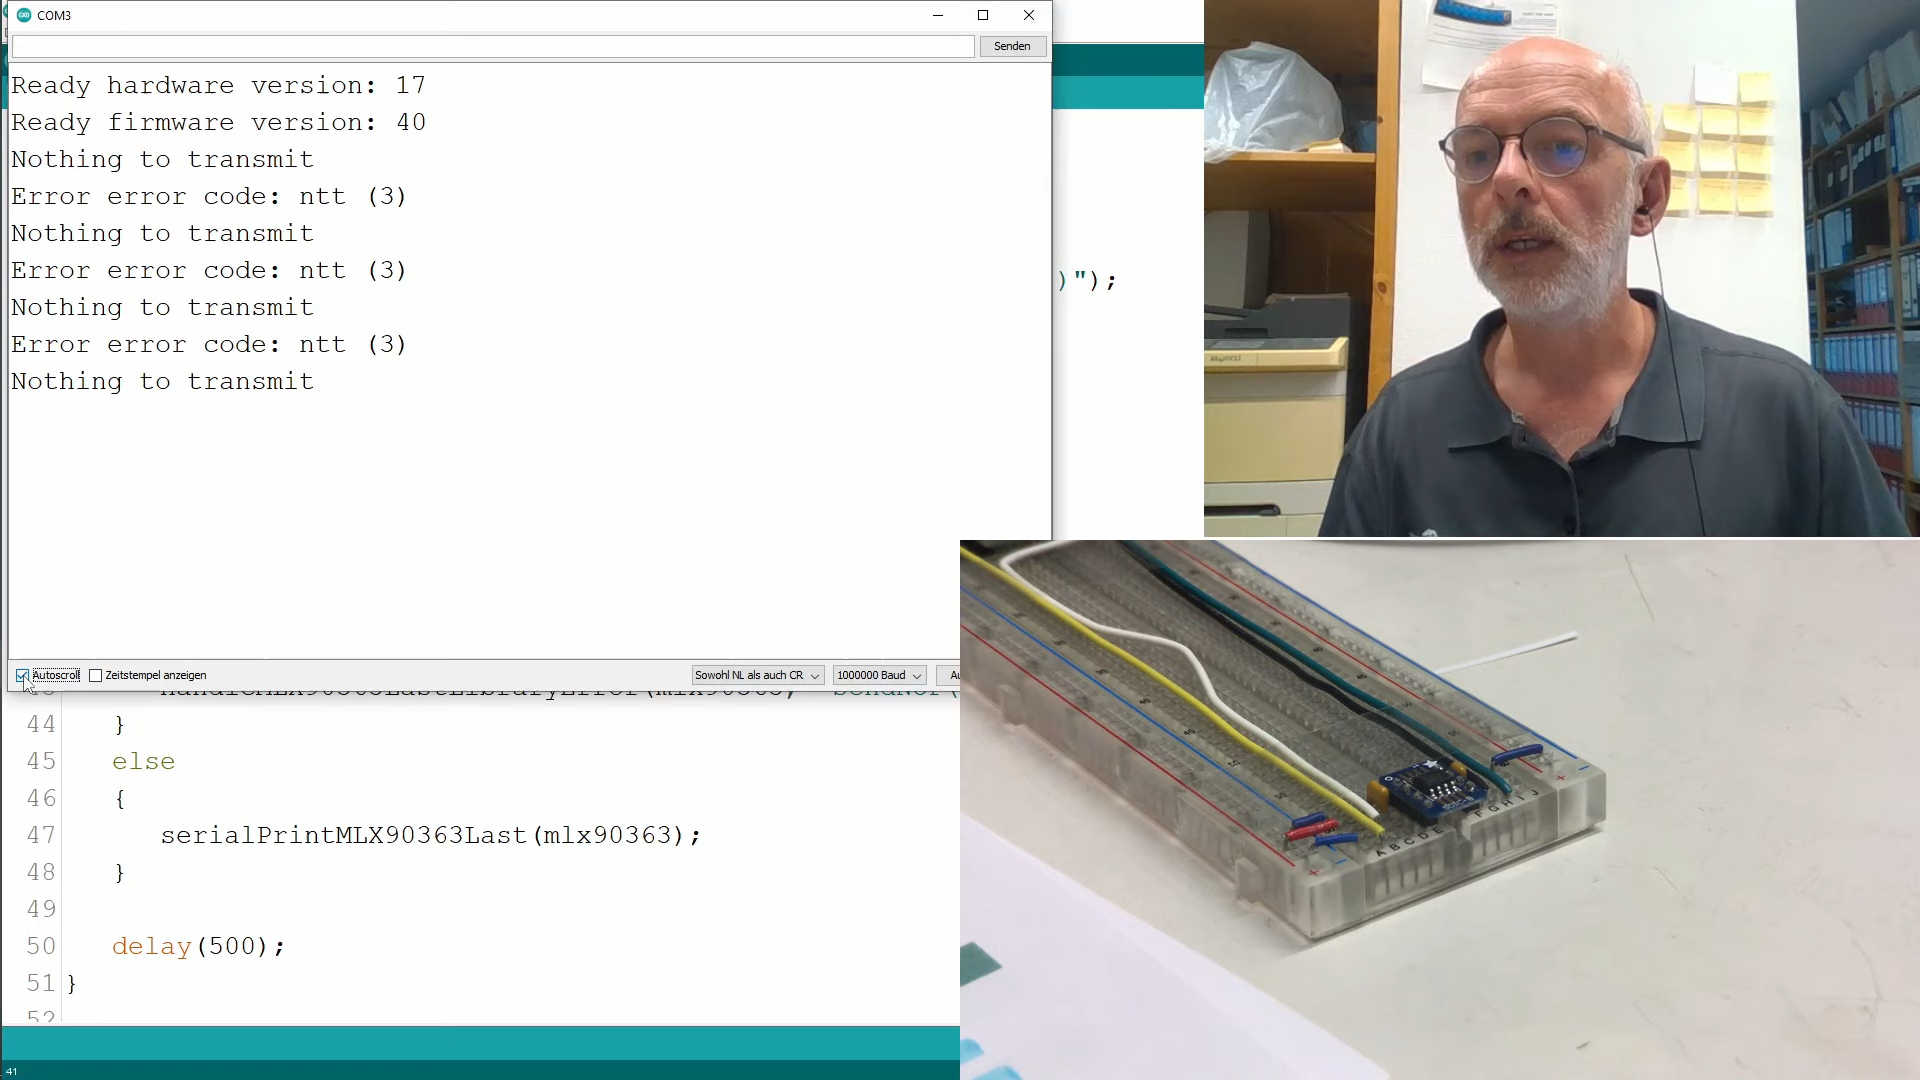 COM3
Senden
Ready hardware version: 17
Ready firmware version: 40
Nothing to transmit
Error error code: ntt (3)
Nothing to transmit
Error error code: ntt (3)
Nothing to transmit
Error error code: ntt (3)
Nothing to transmit
)");
Autoscroll
Zeitstempel anzeigen
Sowohl NL als auch CR
1000000 Baud
Au
44 }
45 else
46 {
47 serialPrintMLX90363Last(mlx90363);
48 }
49
50 delay(500);
51 }
52
41
A B C D E F G H I J